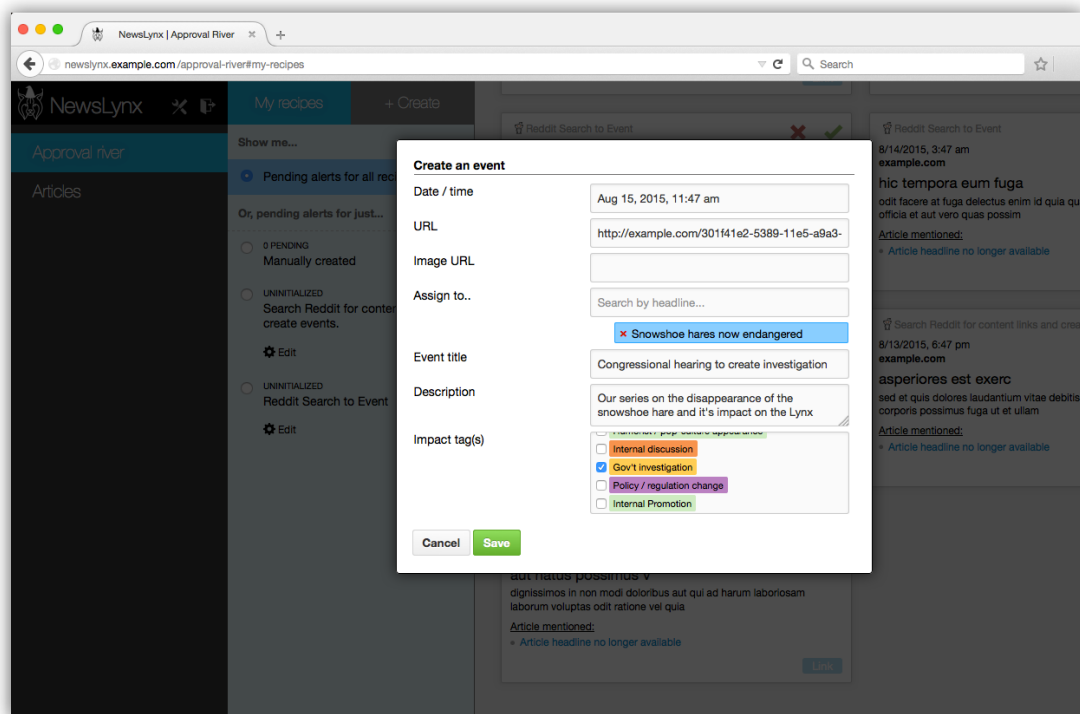 NewsLynx | Approval River
newslynx.example.com/approval-river#my-recipes
Search
NewsLynx
My recipes
+ Create
Approval river
Articles
Show me...
Pending alerts for all reci
Or, pending alerts for just...
0 PENDING
Manually created
UNINITIALIZED
Search Reddit for conten
create events.
Edit
UNINITIALIZED
Reddit Search to Event
Edit
Create an event
Date / time
Aug 15, 2015, 11:47 am
URL
http://example.com/301f41e2-5389-11e5-a9a3-
Image URL
Assign to..
Search by headline...
Snowshoe hares now endangered
Event title
Congressional hearing to create investigation
Description
Our series on the disappearance of the
snowshoe hare and it's impact on the Lynx
Impact tag(s)
Internal discussion
Gov't investigation
Policy / regulation change
Internal Promotion
Cancel
Save
Reddit Search to Event
aut natus possimus v
dignissimos in non modi doloribus aut qui ad harum laboriosam
laborum voluptas odit ratione vel quia
Article mentioned:
Article headline no longer available
Link
Reddit Search to Event
8/14/2015, 3:47 am
example.com
hic tempora eum fuga
odit facere at fuga delectus enim id quia qu
officia et aut vero quas possim
Article mentioned:
Article headline no longer available
Search Reddit for content links and crea
8/13/2015, 6:47 pm
example.com
asperiores est exerc
sed et quis dolores laudantium vitae debitis
corporis possimus fuga ut et ullam
Article mentioned:
Article headline no longer available